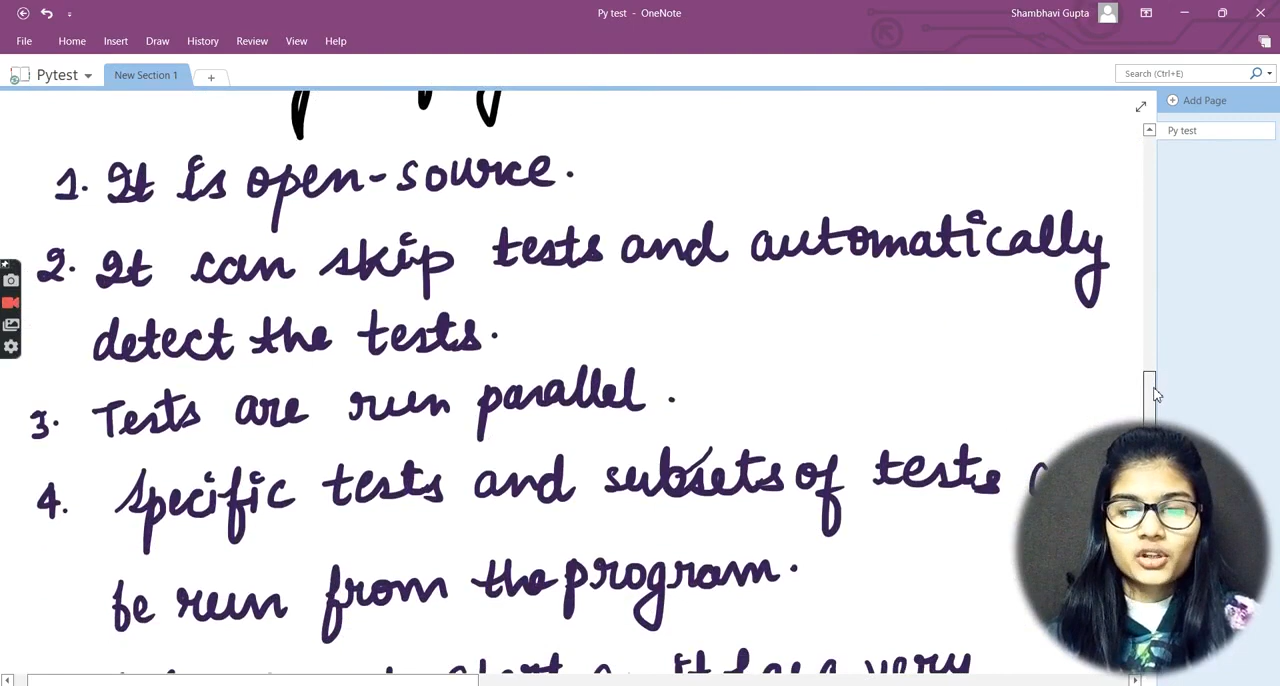 Py test - OneNote
Shambhavi Gupta
File Home Insert Draw History Review View Help
Pytest New Section 1
Search (Ctrl+E)
Add Page
Py test
1. It is open-source.
2. It can skip tests and automatically
detect the tests.
3. Tests are run parallel.
4. Specific tests and subsets of tests
be run from the program.
very